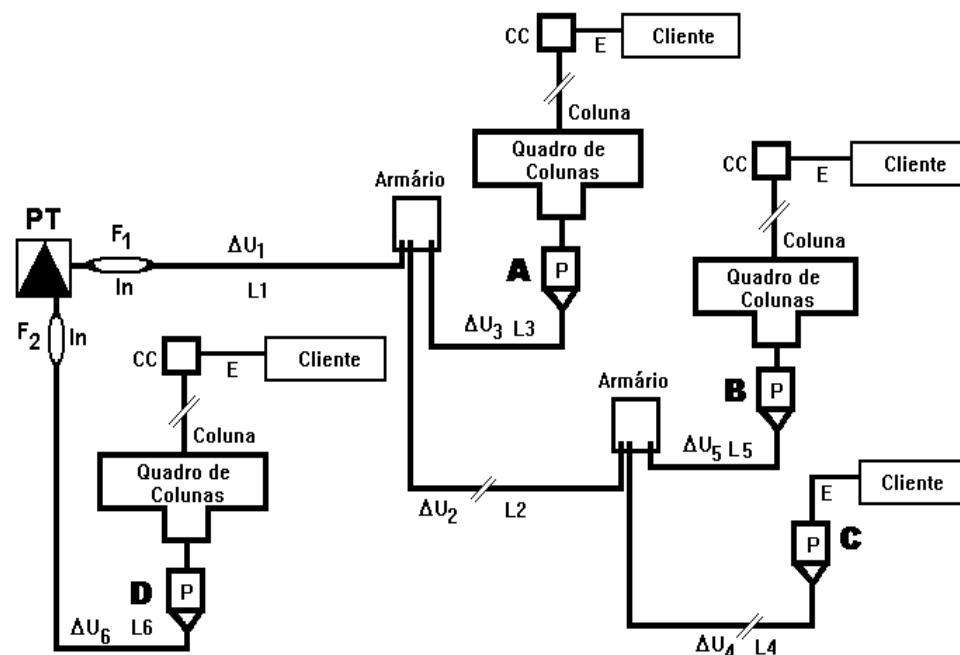 CC
E
Cliente
Coluna
Quadro de
Colunas
Armário
PT
F1
In
ΔU1
L1
A
P
ΔU3 L3
CC
E
Cliente
Coluna
Quadro de
Colunas
B
P
Armário
ΔU5 L5
F2
In
CC
E
Cliente
Coluna
Quadro de
Colunas
ΔU2
L2
E
Cliente
P
C
D
P
ΔU6
L6
ΔU4
L4